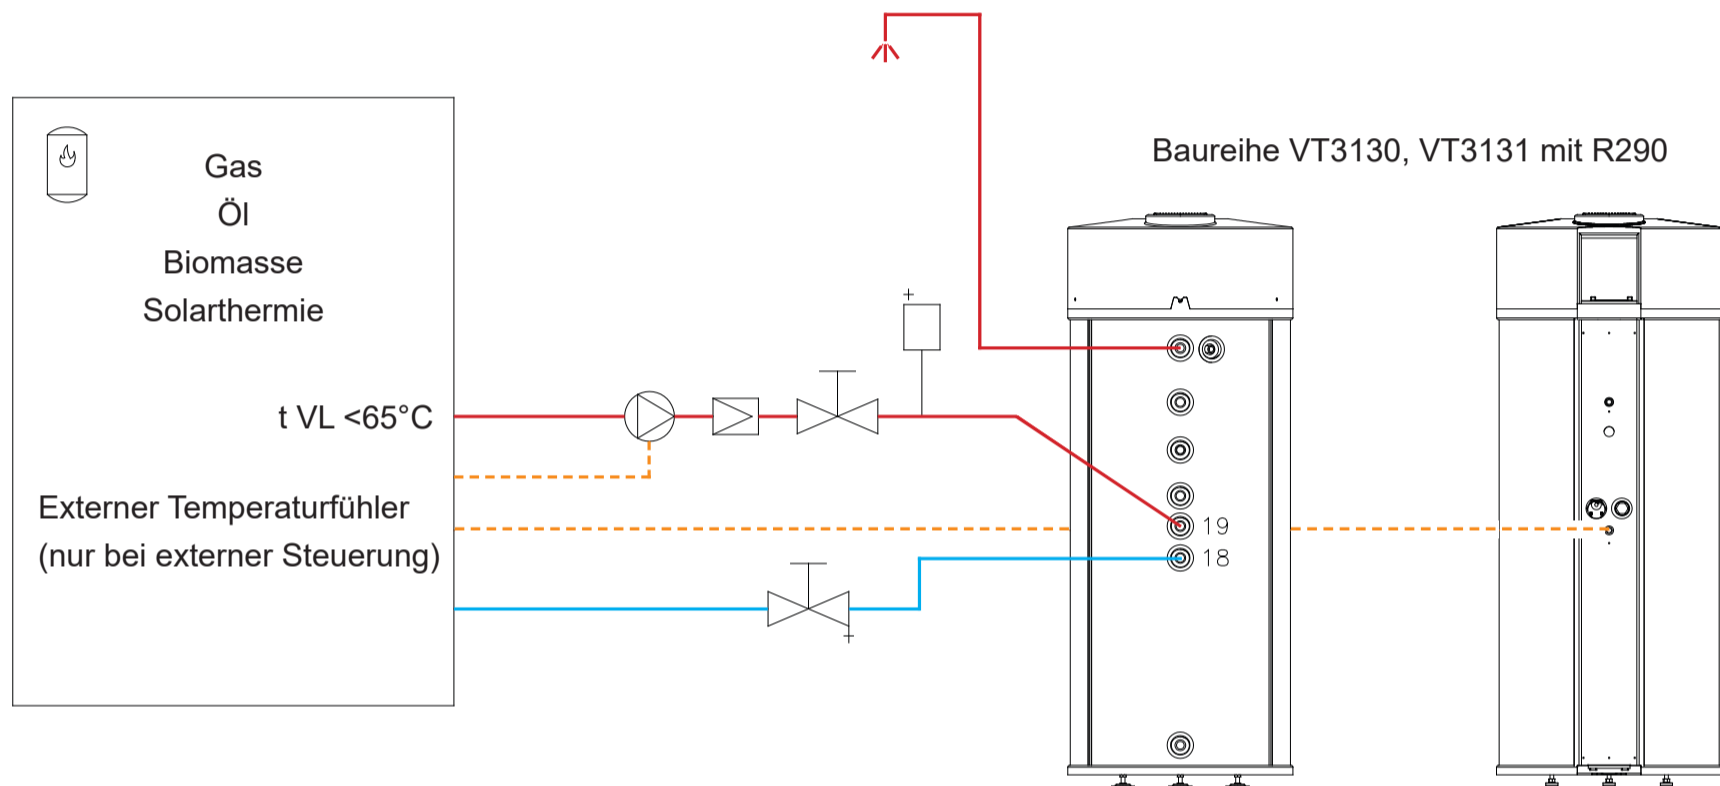 Baureihe VT3130, VT3131 mit R290
Gas
Öl
Biomasse
Solarthermie
t VL <65°C
Externer Temperaturfühler
(nur bei externer Steuerung)
19
18